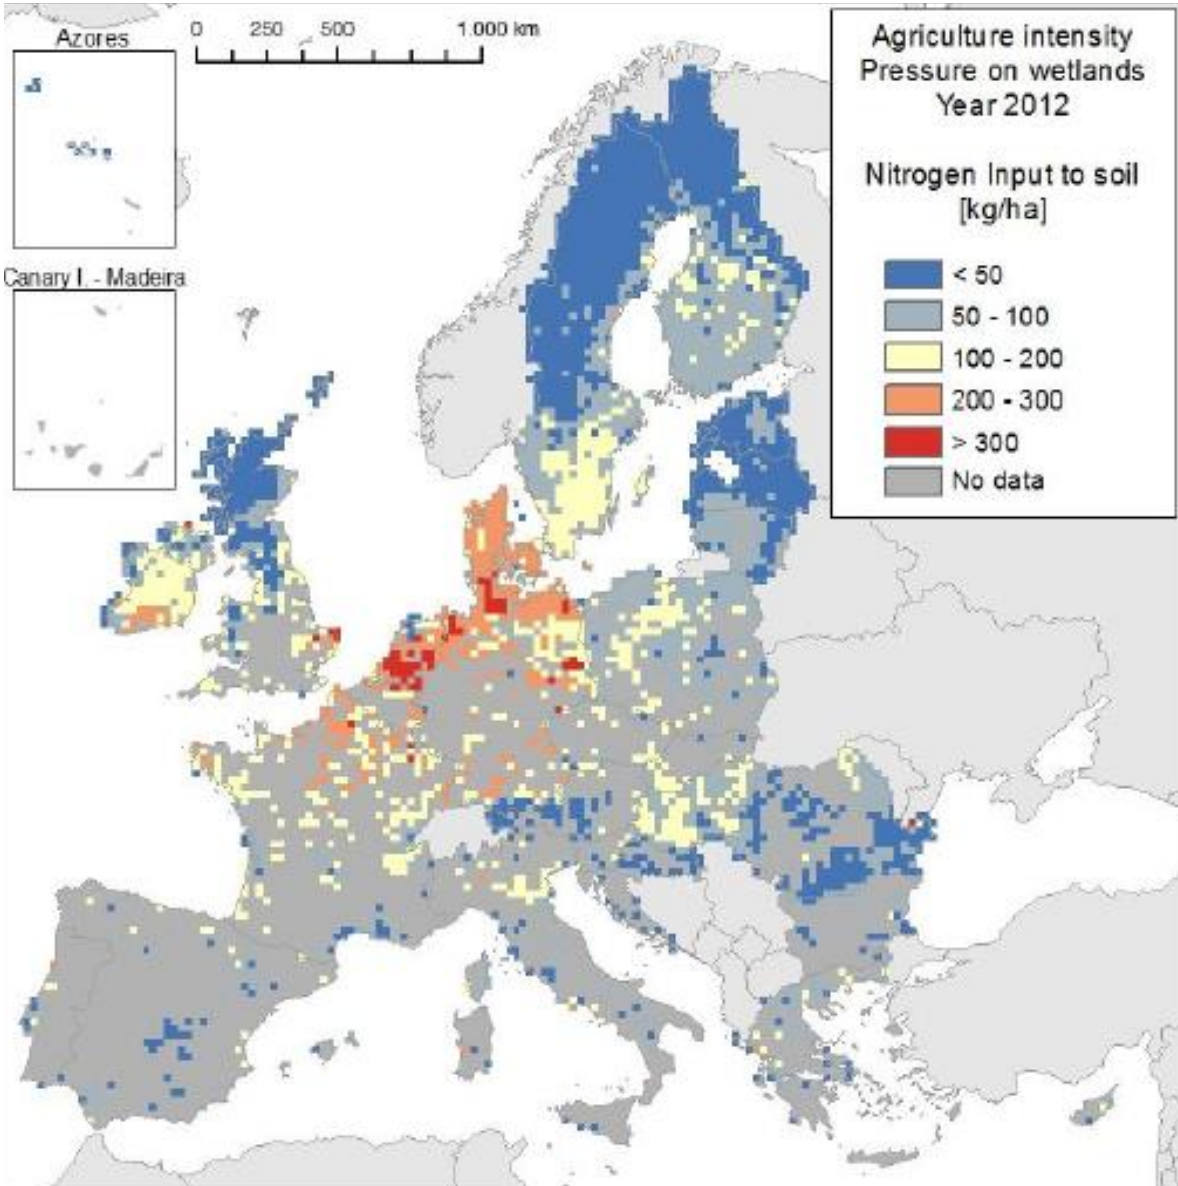 Azores
0 250 500 1.000 km
Canary I. - Madeira
Agriculture intensity
Pressure on wetlands
Year 2012
Nitrogen Input to soil
[kg/ha]
< 50
50 - 100
100 - 200
200 - 300
> 300
No data